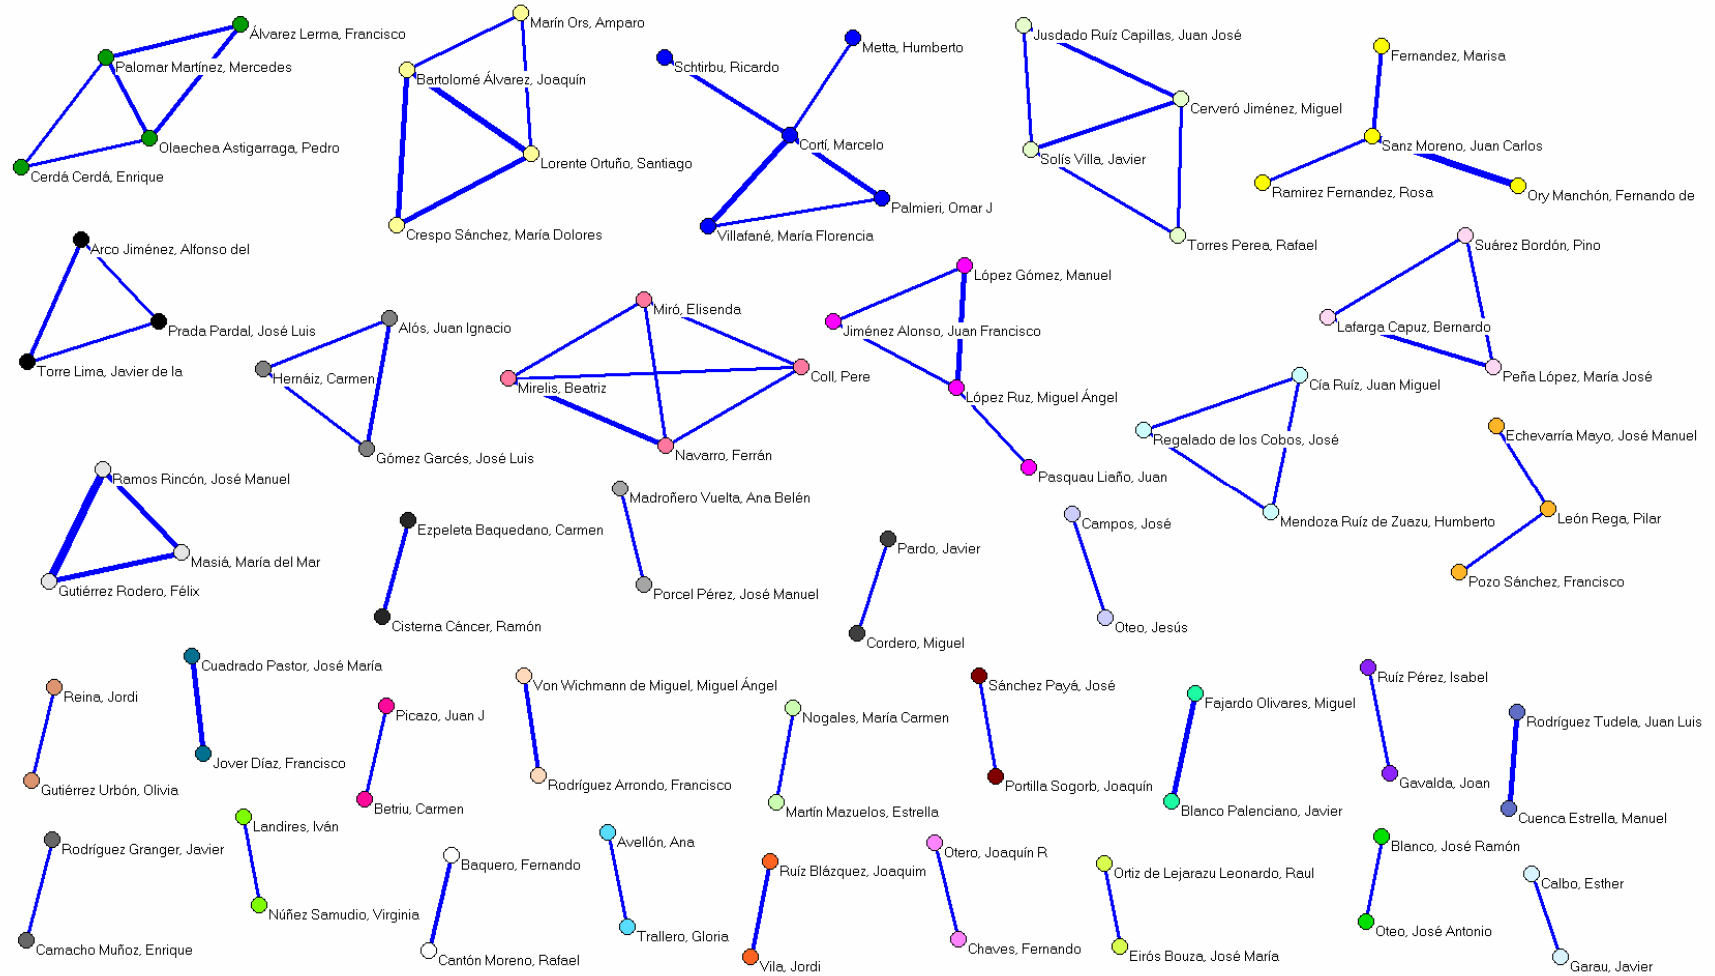 Álvarez Lerma, Francisco
Palomar Martínez, Mercedes
Olaechea Astigarraga, Pedro
Cerdá Cerdá, Enrique
Marín Ors, Amparo
Bartolomé Álvarez, Joaquín
Lorente Ortuño, Santiago
Crespo Sánchez, María Dolores
Metta, Humberto
Schtirbu, Ricardo
Cortí, Marcelo
Palmieri, Omar J
Villafané, María Florencia
Jusdado Ruíz Capillas, Juan José
Cerveró Jiménez, Miguel
Solís Villa, Javier
Torres Perea, Rafael
Fernandez, Marisa
Sanz Moreno, Juan Carlos
Ramirez Fernandez, Rosa
Ory Manchón, Fernando de
Arco Jiménez, Alfonso del
Prada Pardal, José Luis
Torre Lima, Javier de la
Alós, Juan Ignacio
Hernáiz, Carmen
Gómez Garcés, José Luis
Miró, Elisenda
Mirelis, Beatriz
Coll, Pere
Navarro, Ferrán
López Gómez, Manuel
Jiménez Alonso, Juan Francisco
López Ruz, Miguel Ángel
Pasquau Liaño, Juan
Suárez Bordón, Pino
Lafarga Capuz, Bernardo
Peña López, María José
Cía Ruíz, Juan Miguel
Regalado de los Cobos, José
Mendoza Ruíz de Zuazu, Humberto
Echevarría Mayo, José Manuel
León Rega, Pilar
Pozo Sánchez, Francisco
Ramos Rincón, José Manuel
Masiá, María del Mar
Gutiérrez Rodero, Félix
Ezpeleta Baquedano, Carmen
Cisterna Cáncer, Ramón
Madroñero Vuelta, Ana Belén
Porcel Pérez, José Manuel
Pardo, Javier
Cordero, Miguel
Campos, José
Oteo, Jesús
Reina, Jordi
Gutiérrez Urbón, Olivia
Cuadrado Pastor, José María
Jover Díaz, Francisco
Picazo, Juan J
Betriu, Carmen
Von Wichmann de Miguel, Miguel Ángel
Rodríguez Arrondo, Francisco
Nogales, María Carmen
Martín Mazuelos, Estrella
Sánchez Payá, José
Portilla Sogorb, Joaquín
Fajardo Olivares, Miguel
Blanco Palenciano, Javier
Ruíz Pérez, Isabel
Gavalda, Joan
Rodríguez Tudela, Juan Luis
Cuenca Estrella, Manuel
Rodríguez Granger, Javier
Camacho Muñoz, Enrique
Landires, Iván
Núñez Samudio, Virginia
Baquero, Fernando
Cantón Moreno, Rafael
Avellón, Ana
Trallero, Gloria
Ruíz Blázquez, Joaquim
Vila, Jordi
Otero, Joaquín R
Chaves, Fernando
Ortiz de Lejarazu Leonardo, Raul
Eirós Bouza, José María
Blanco, José Ramón
Oteo, José Antonio
Calbo, Esther
Garau, Javier